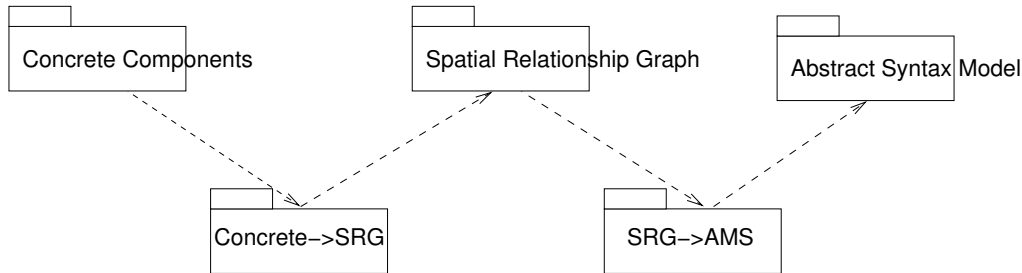 Concrete Components
Spatial Relationship Graph
Abstract Syntax Model
Concrete−>SRG
SRG−>AMS